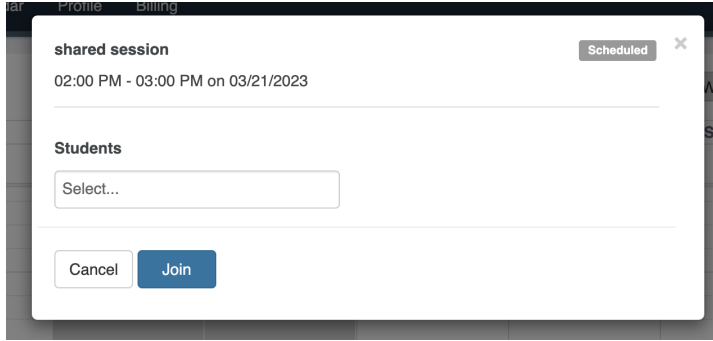 Profile Billing
shared session
Scheduled
×
02:00 PM - 03:00 PM on 03/21/2023
Students
Select...
Cancel
Join